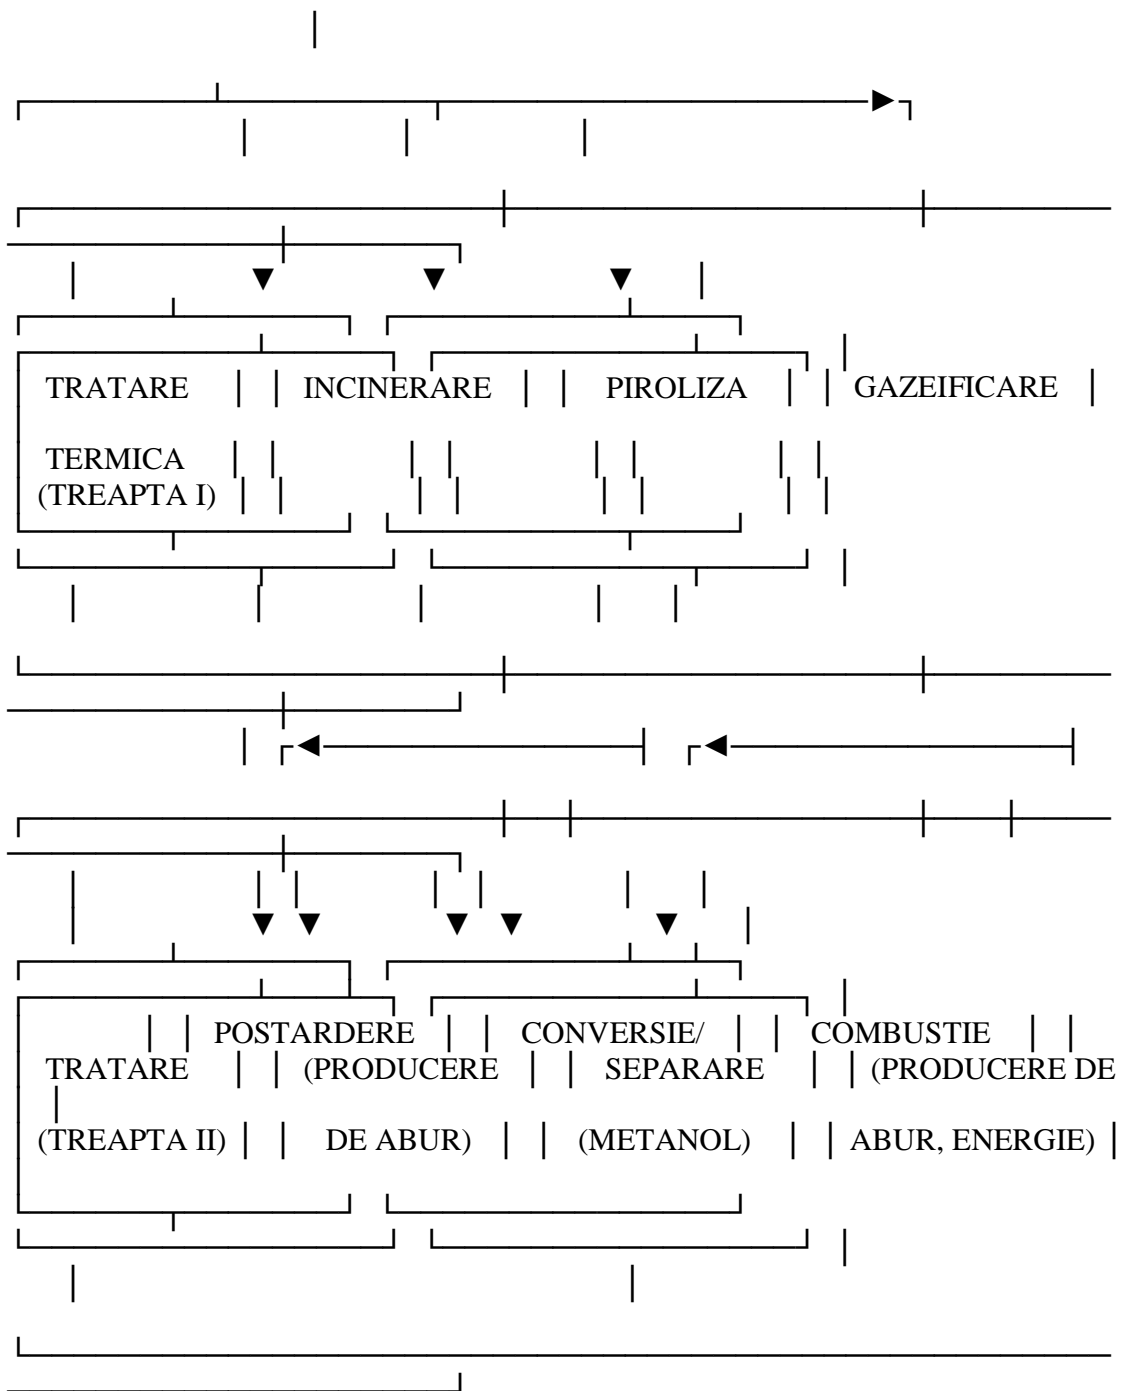 TRATARE INCINERARE PIROLIZA GAZEIFICARE
TERMICA
(TREAPTA I)
POSTARDERE CONVERSIE/ COMBUSTIE
TRATARE (PRODUCERE SEPARARE (PRODUCERE DE
(TREAPTA II) DE ABUR) (METANOL) ABUR, ENERGIE)